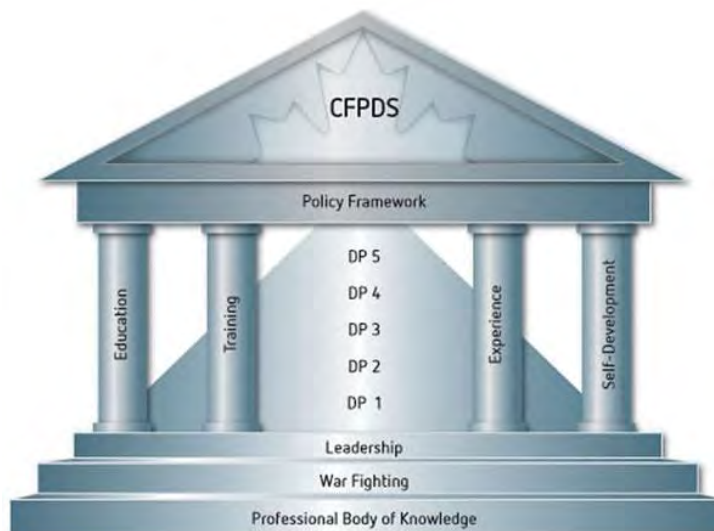 CFPDS
Policy Framework
Education
Training
DP 5
DP 4
DP 3
DP 2
DP 1
Experience
Self-Development
Leadership
War Fighting
Professional Body of Knowledge